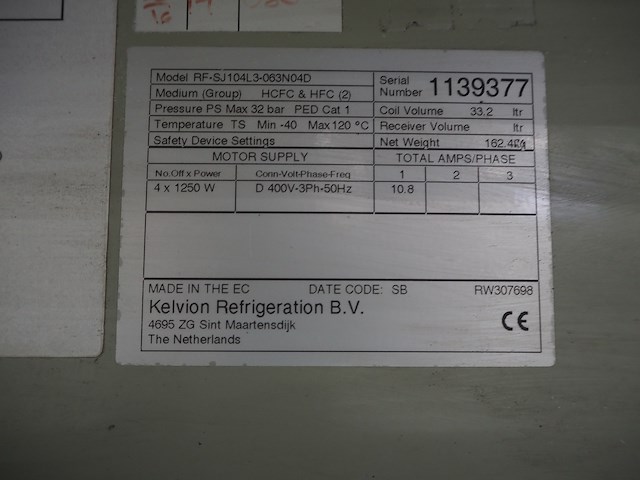 Model RF-SJ104L3-063N04D
Serial Number 1139377
Medium (Group) HCFC & HFC (2)
Pressure PS Max 32 bar PED Cat 1
Coil Volume 33.2 ltr
Temperature TS Min -40 Max 120 °C
Receiver Volume ltr
Safety Device Settings
Net Weight 162.4Kg
MOTOR SUPPLY TOTAL AMPS/PHASE
No.Off x Power Conn-Volt-Phase-Freq 1 2 3
4 x 1250 W D 400V-3Ph-50Hz 10.8
MADE IN THE EC DATE CODE: SB RW307698
Kelvion Refrigeration B.V.
4695 ZG Sint Maartensdijk
The Netherlands
CE